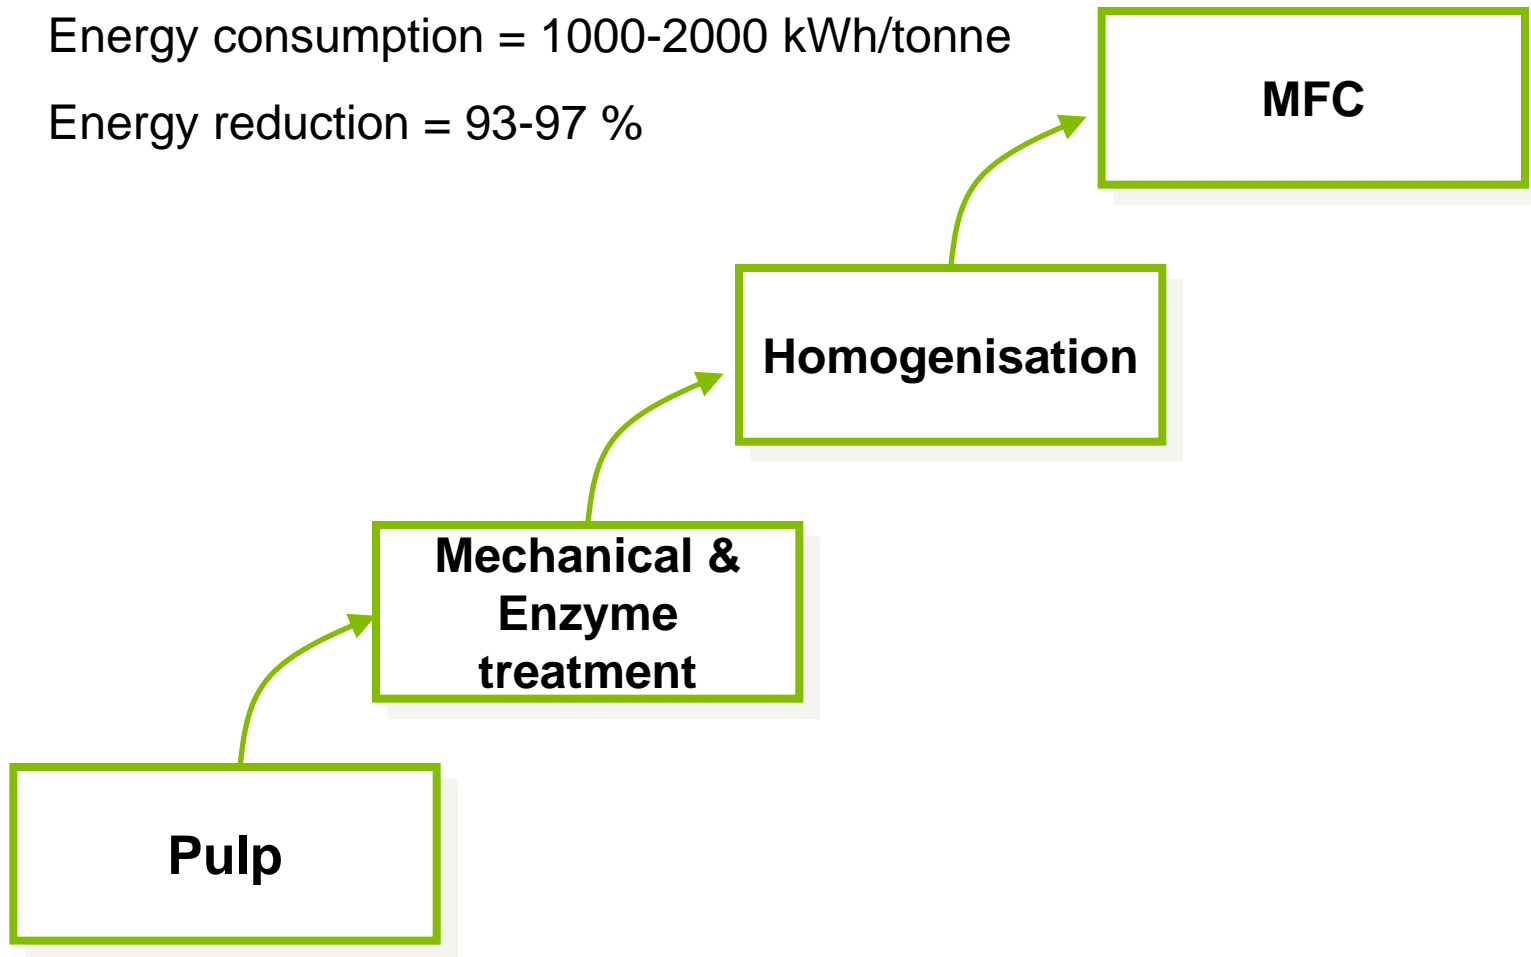 Energy consumption = 1000-2000 kWh/tonne
Energy reduction = 93-97 %
MFC
Homogenisation
Mechanical &
Enzyme
treatment
Pulp